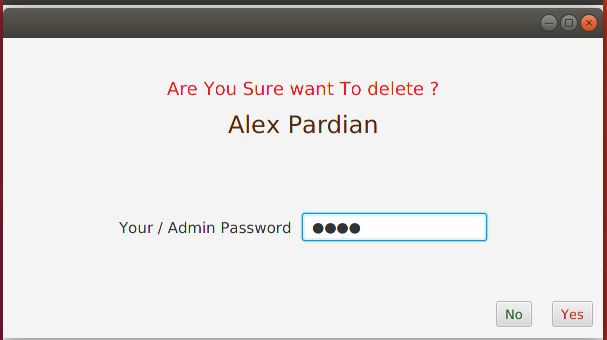 Are You Sure want To delete ?
Alex Pardian
Your / Admin Password ●●●●
No Yes